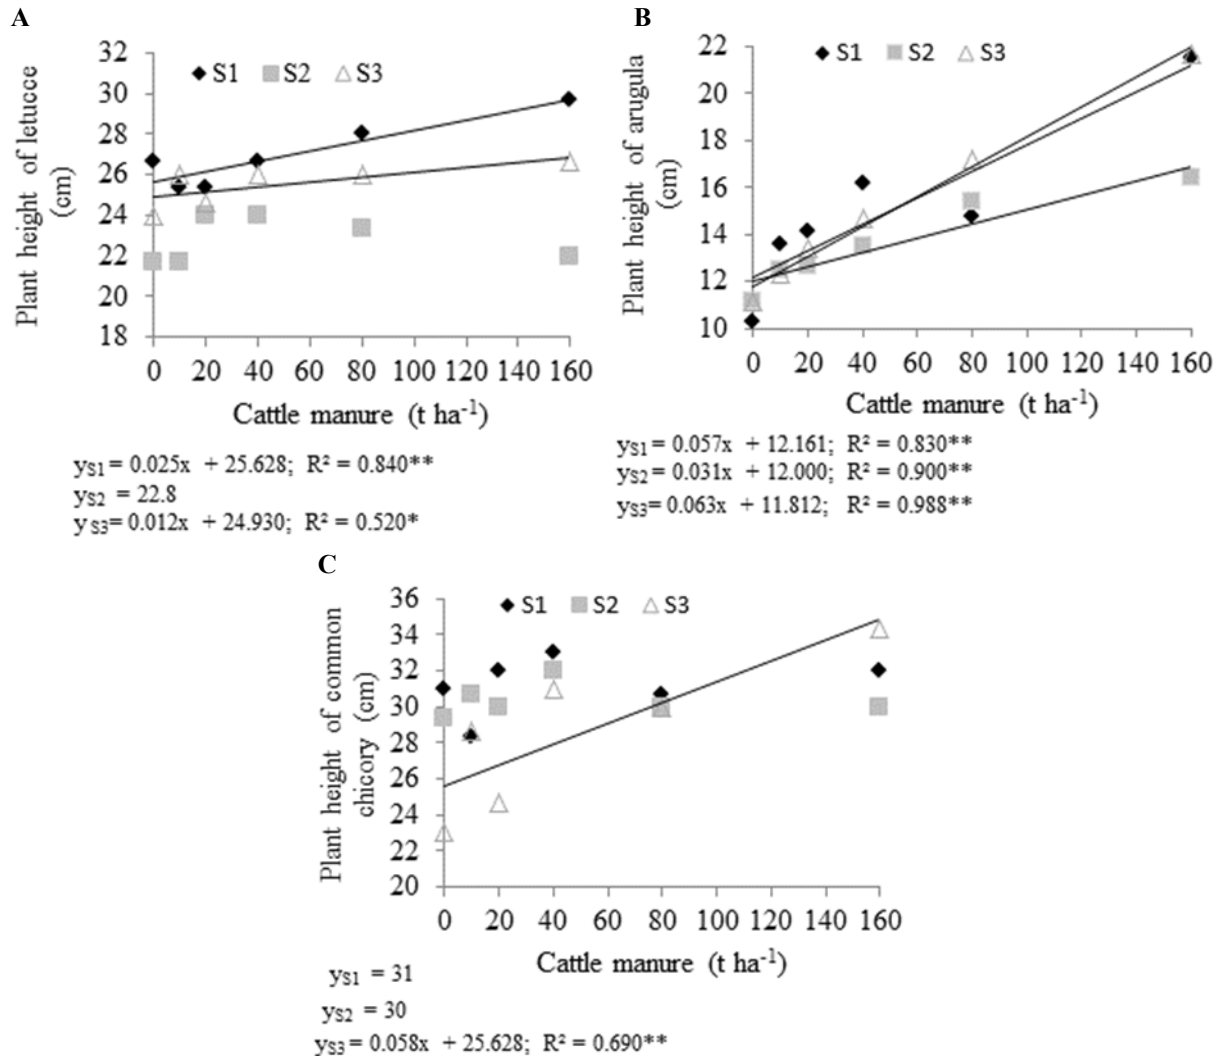 A
Plant height of letucce
(cm)
32
30
28
26
24
22
20
18
S1 S2 S3
0 20 40 60 80 100 120 140 160
Cattle manure (t ha-1)
yS1 = 0.025x + 25.628; R² = 0.840**
yS2 = 22.8
yS3= 0.012x + 24.930; R² = 0.520*
B
Plant height of arugula
(cm)
22
20
18
16
14
12
10
S1 S2 S3
0 20 40 60 80 100 120 140 160
Cattle manure (t ha-1)
yS1 = 0.057x + 12.161; R² = 0.830**
yS2 = 0.031x + 12.000; R² = 0.900**
yS3= 0.063x + 11.812; R² = 0.988**
C
Plant height of common
chicory (cm)
36
34
32
30
28
26
24
22
20
S1 S2 S3
0 20 40 60 80 100 120 140 160
Cattle manure (t ha-1)
yS1 = 31
yS2 = 30
yS3 = 0.058x + 25.628; R² = 0.690**